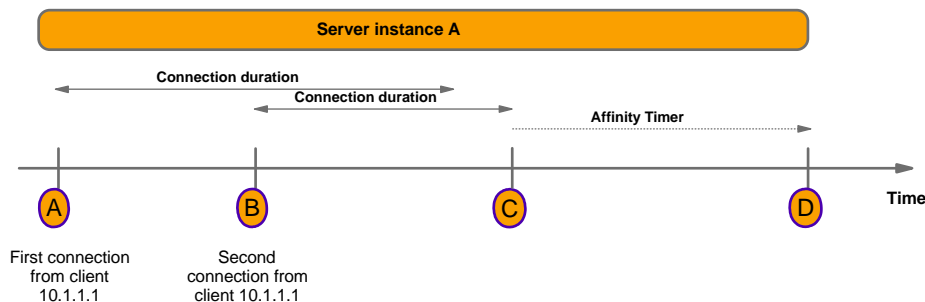 Server instance A
Connection duration
Connection duration
Affinity Timer
A
B
C
D
Time
First connection
from client
10.1.1.1
Second
connection from
client 10.1.1.1